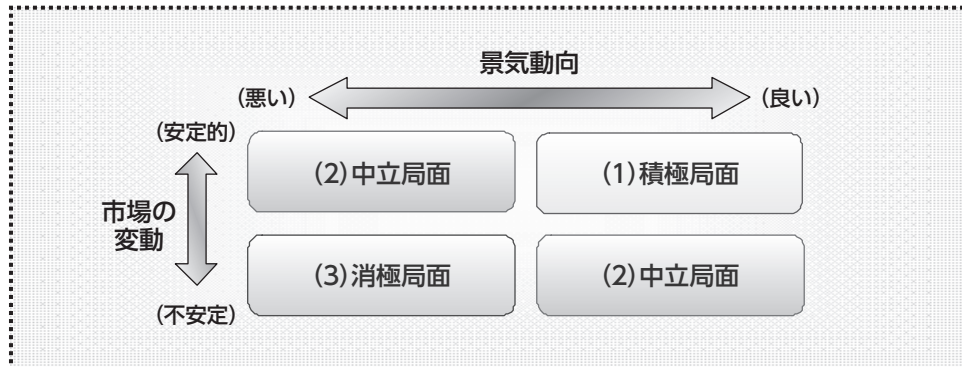 景気動向
(悪い)
(良い)
(安定的)
(2)中立局面
(1)積極局面
市場の
変動
(3)消極局面
(2)中立局面
(不安定)